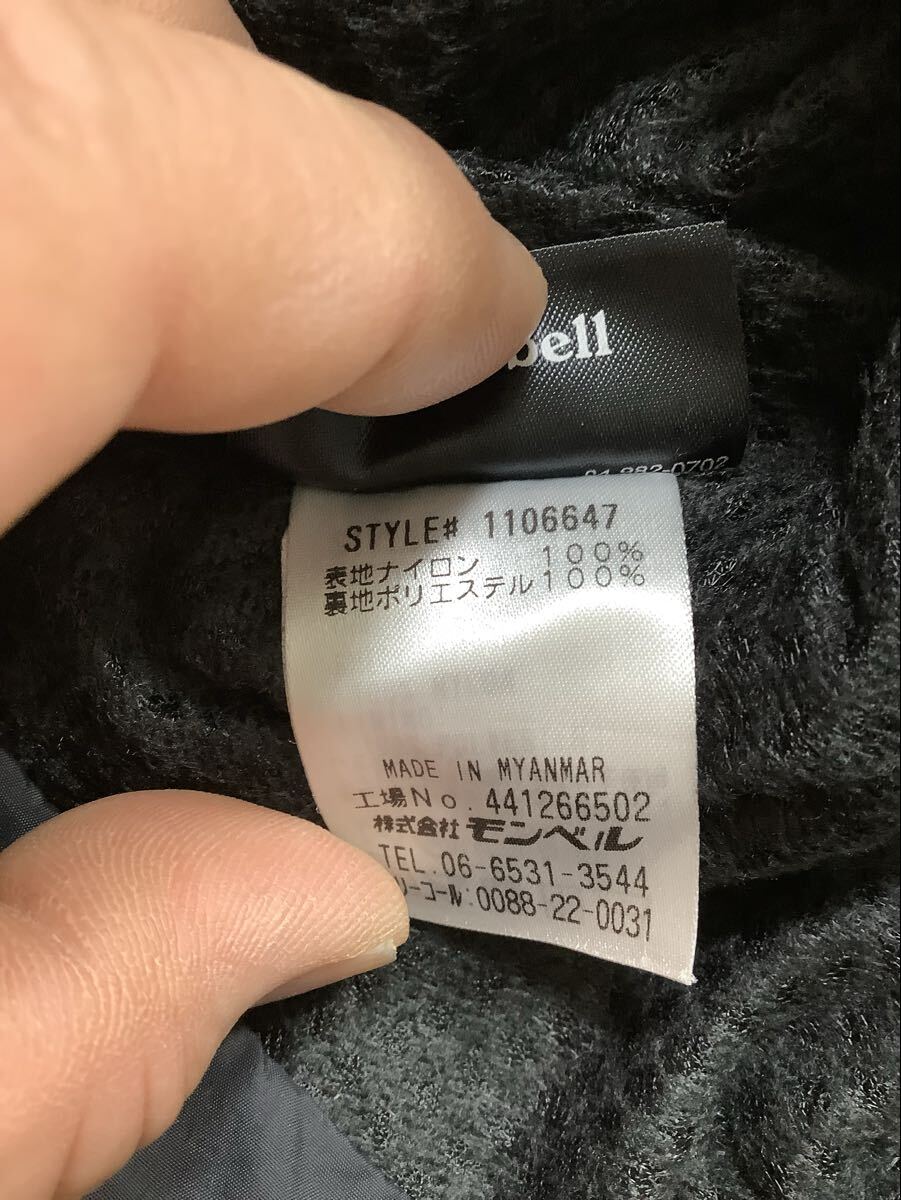 bell
STYLE# 1106647
表地ナイロン 100%
裏地ポリエステル100%
MADE IN MYANMAR
工場No. 441266502
株式会社 モンベル
TEL. 06-6531-3544
リーコール:0088-22-0031